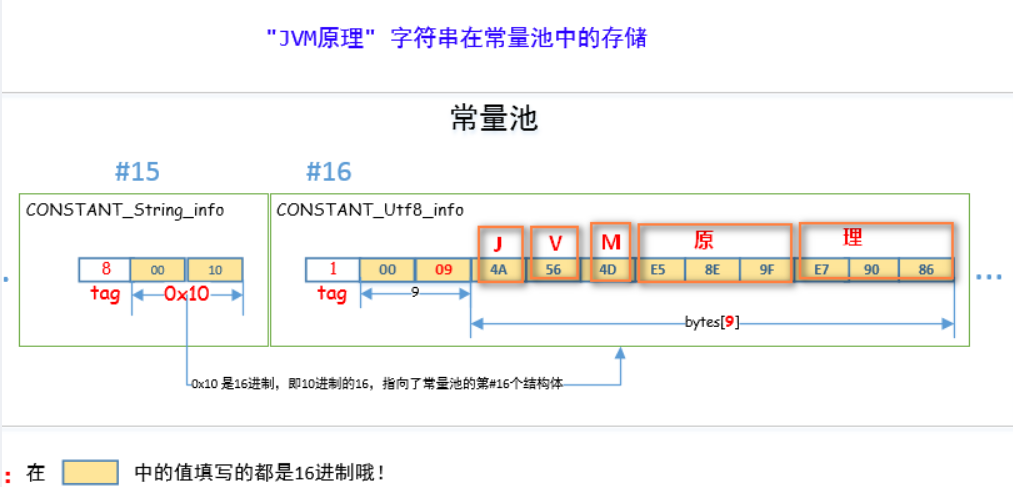 "JVM原理" 字符串在常量池中的存储
常量池
#15 #16
CONSTANT_String_info CONSTANT_Utf8_info
J V M 原 理
8 00 10 1 00 09 4A 56 4D E5 8E 9F E7 90 86
tag 0x10 tag 9
bytes[9]
0x10 是16进制，即10进制的16，指向了常量池的第#16个结构体
：在 中的值填写的都是16进制哦！